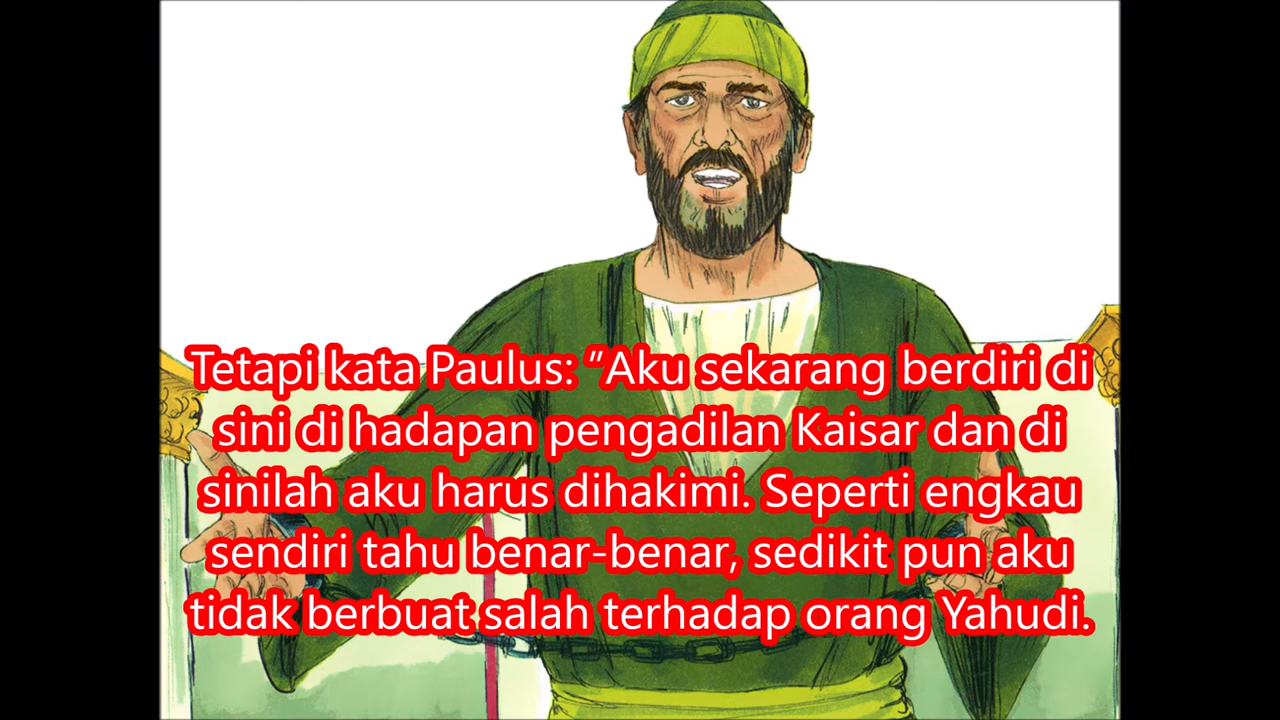 Tetapi kata Paulus: "Aku sekarang berdiri di
sini di hadapan pengadilan Kaisar dan di
sinilah aku harus dihakimi. Seperti engkau
sendiri tahu benar-benar, sedikit pun aku
tidak berbuat salah terhadap orang Yahudi.